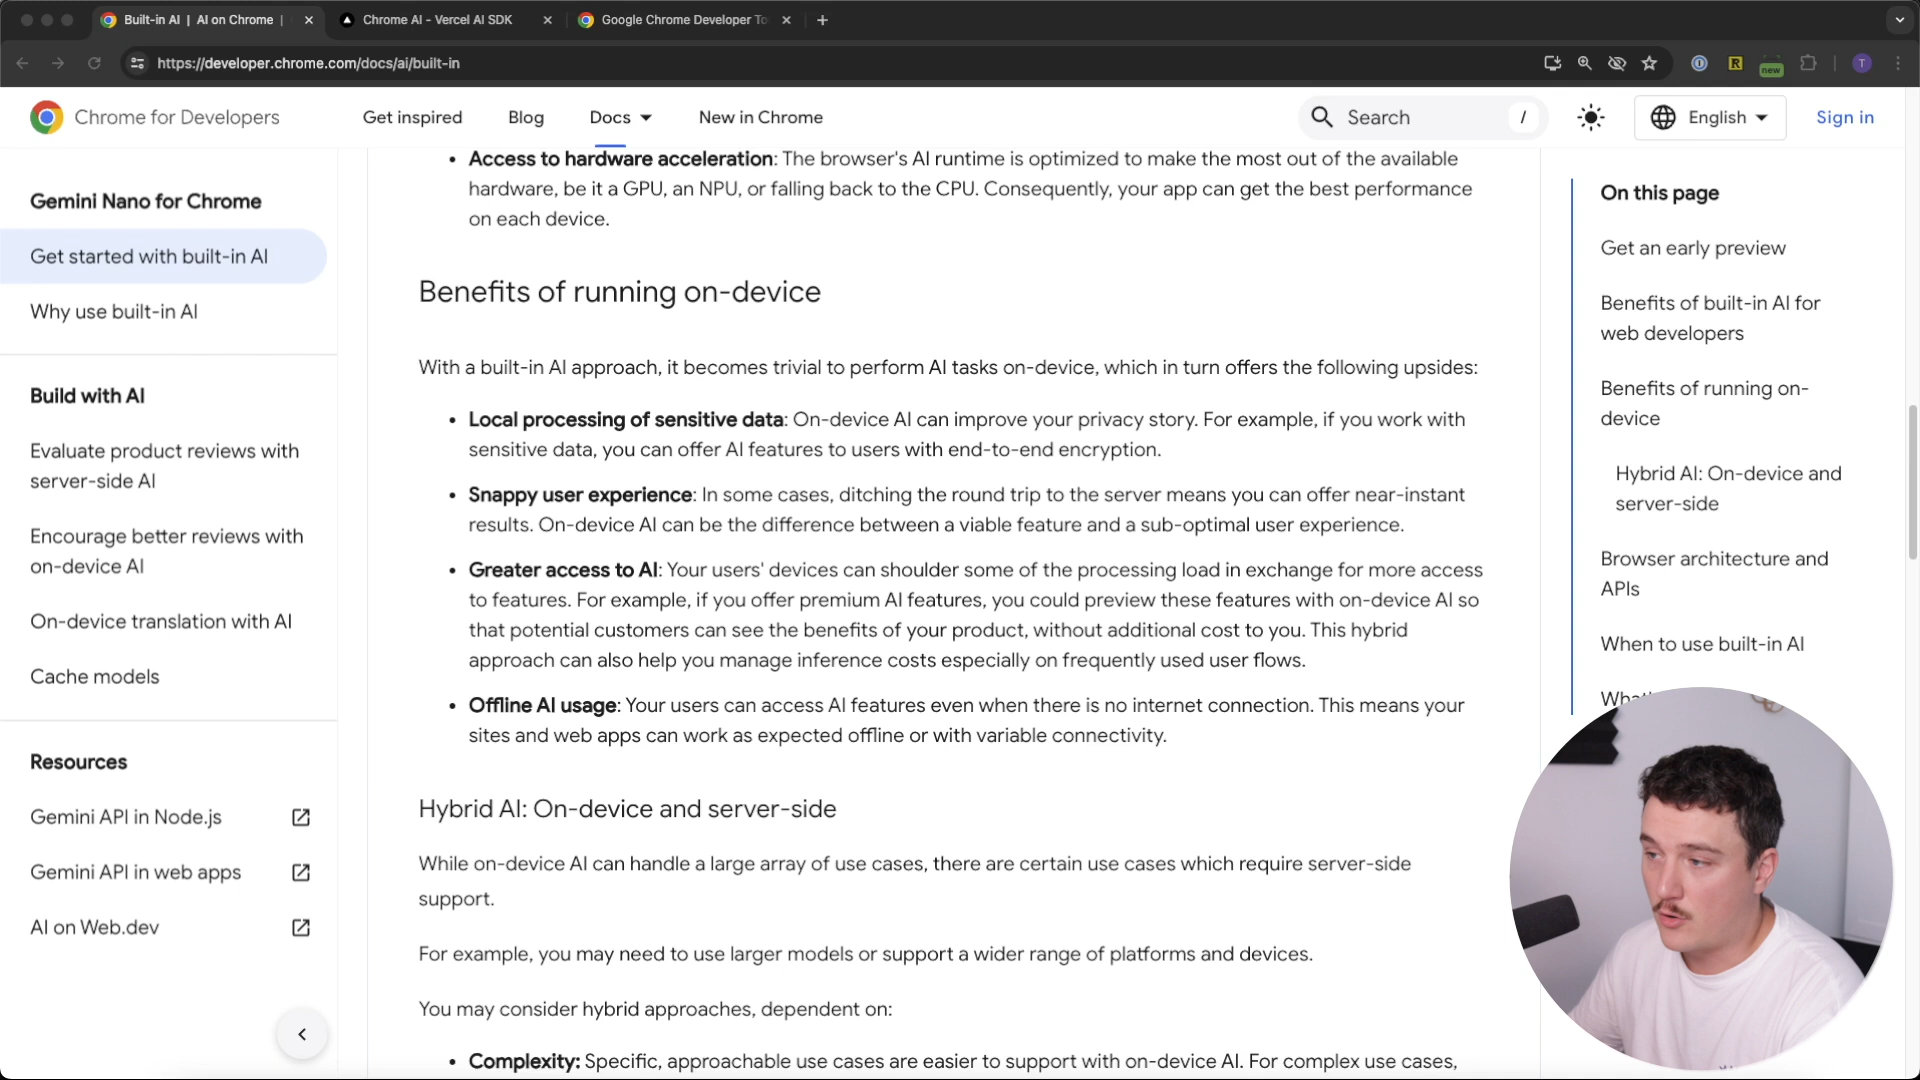 Built-in AI | AI on Chrome |
Chrome AI - Vercel AI SDK
Google Chrome Developer To
https://developer.chrome.com/docs/ai/built-in
new
T
Chrome for Developers
Get inspired
Blog
Docs
New in Chrome
Search
/
English
Sign in
Gemini Nano for Chrome
Get started with built-in AI
Why use built-in AI
Build with AI
Evaluate product reviews with
server-side AI
Encourage better reviews with
on-device AI
On-device translation with AI
Cache models
Resources
Gemini API in Node.js
Gemini API in web apps
AI on Web.dev
• Access to hardware acceleration: The browser's AI runtime is optimized to make the most out of the available
hardware, be it a GPU, an NPU, or falling back to the CPU. Consequently, your app can get the best performance
on each device.
Benefits of running on-device
With a built-in AI approach, it becomes trivial to perform AI tasks on-device, which in turn offers the following upsides:
• Local processing of sensitive data: On-device AI can improve your privacy story. For example, if you work with
sensitive data, you can offer AI features to users with end-to-end encryption.
• Snappy user experience: In some cases, ditching the round trip to the server means you can offer near-instant
results. On-device AI can be the difference between a viable feature and a sub-optimal user experience.
• Greater access to AI: Your users' devices can shoulder some of the processing load in exchange for more access
to features. For example, if you offer premium AI features, you could preview these features with on-device AI so
that potential customers can see the benefits of your product, without additional cost to you. This hybrid
approach can also help you manage inference costs especially on frequently used user flows.
• Offline AI usage: Your users can access AI features even when there is no internet connection. This means your
sites and web apps can work as expected offline or with variable connectivity.
Hybrid AI: On-device and server-side
While on-device AI can handle a large array of use cases, there are certain use cases which require server-side
support.
For example, you may need to use larger models or support a wider range of platforms and devices.
You may consider hybrid approaches, dependent on:
• Complexity: Specific, approachable use cases are easier to support with on-device AI. For complex use cases,
On this page
Get an early preview
Benefits of built-in AI for
web developers
Benefits of running on-
device
Hybrid AI: On-device and
server-side
Browser architecture and
APIs
When to use built-in AI